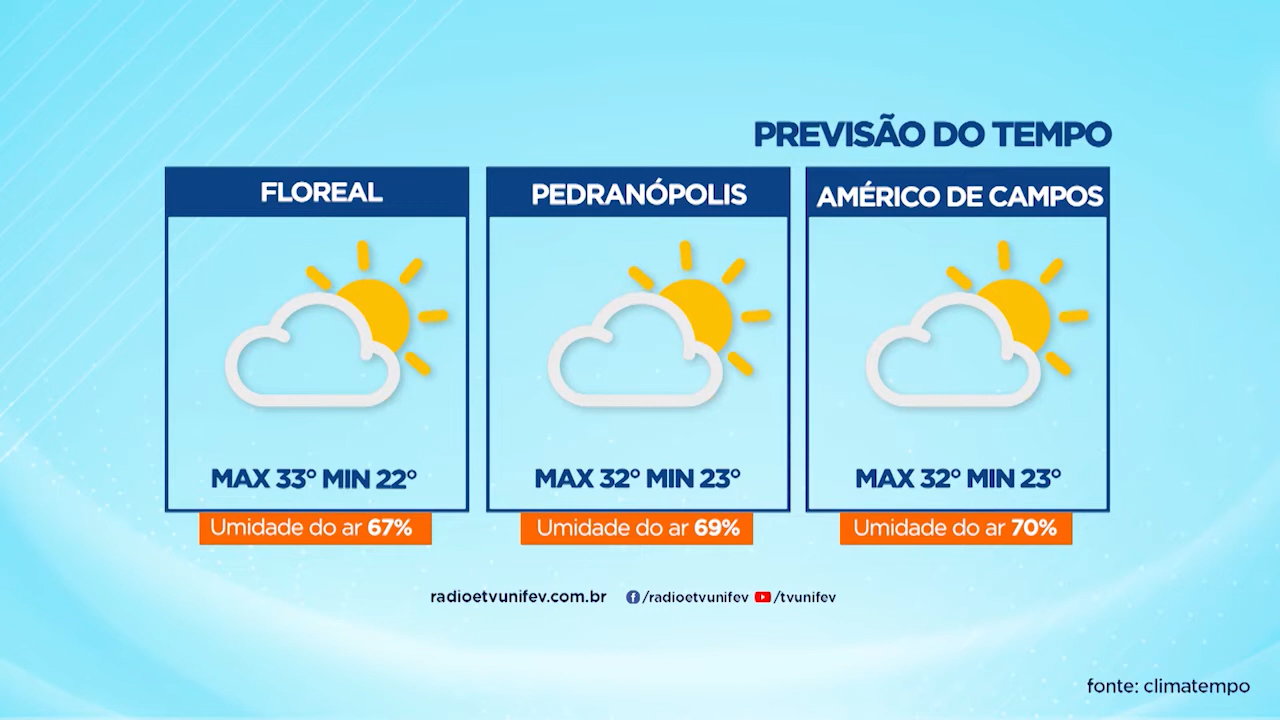 PREVISÃO DO TEMPO
FLOREAL
MAX 33° MIN 22°
Umidade do ar 67%
PEDRANÓPOLIS
MAX 32° MIN 23°
Umidade do ar 69%
AMÉRICO DE CAMPOS
MAX 32° MIN 23°
Umidade do ar 70%
radioetvunifev.com.br /radioetvunifev /tvunifev
fonte: climatempo